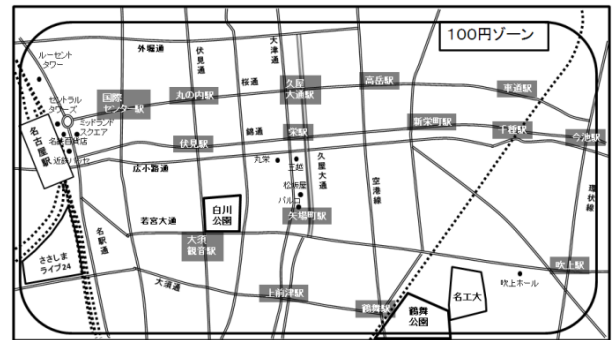 100円ゾーン
外堀通
伏見通
大津通
桜通
ルーセント
タワー
セントラル
タワーズ
ミッドランド
スクエア
名古屋駅
名鉄百貨店
近鉄パッセ
国際
センター駅
丸の内駅
久屋
大通駅
高岳駅
車道駅
伏見駅
錦通
栄駅
新栄町駅
千種駅
今池駅
広小路通
丸栄
三越
久屋大通
松坂屋
パルコ
矢場町駅
空港線
環状線
白川
公園
若宮大通
大須
観音駅
名駅通
ささしま
ライブ24
大須通
上前津駅
鶴舞駅
鶴舞
公園
名工大
吹上ホール
吹上駅